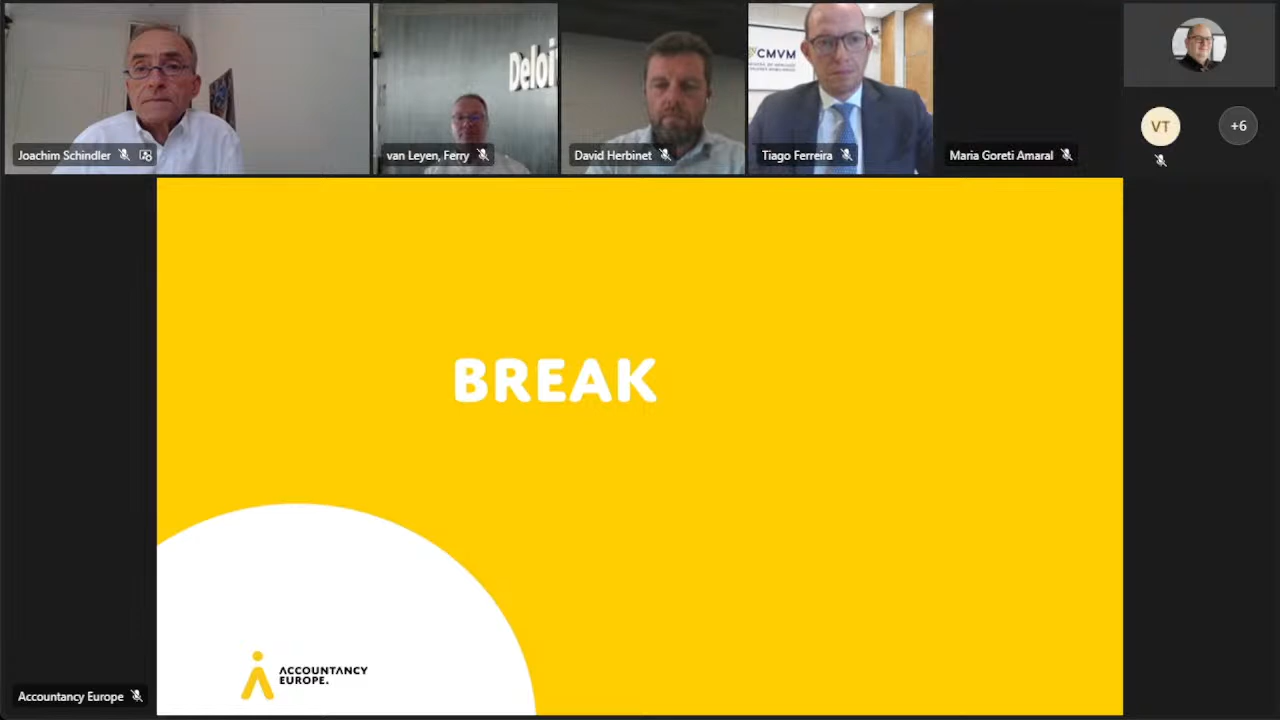 Deloi
CMVM
Joachim Schindler
van Leyen, Ferry
David Herbinet
Tiago Ferreira
Maria Goreti Amaral
VT
+6
BREAK
ACCOUNTANCY
EUROPE.
Accountancy Europe